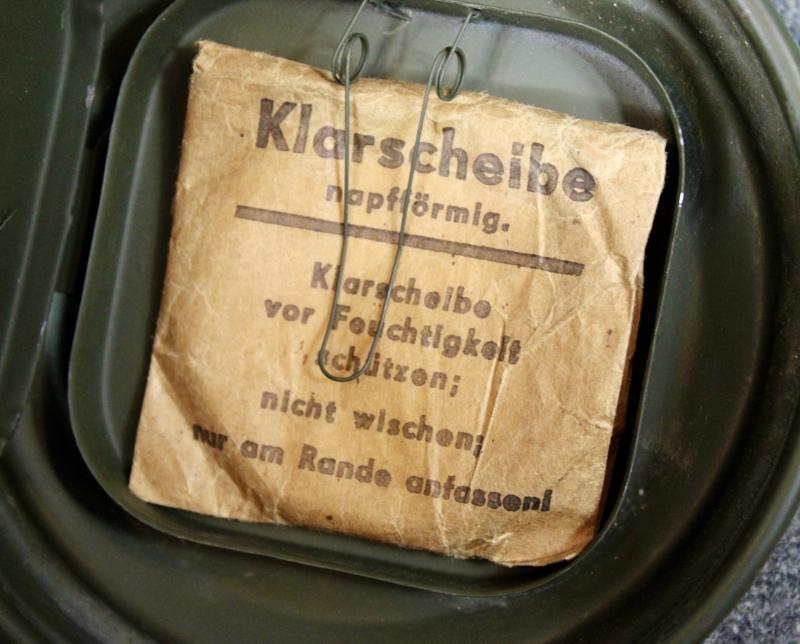 Klarscheibe
napfförmig.
Klarscheibe
vor Feuchtigkeit
schützen;
nicht wischen;
nur am Rande anfassen!